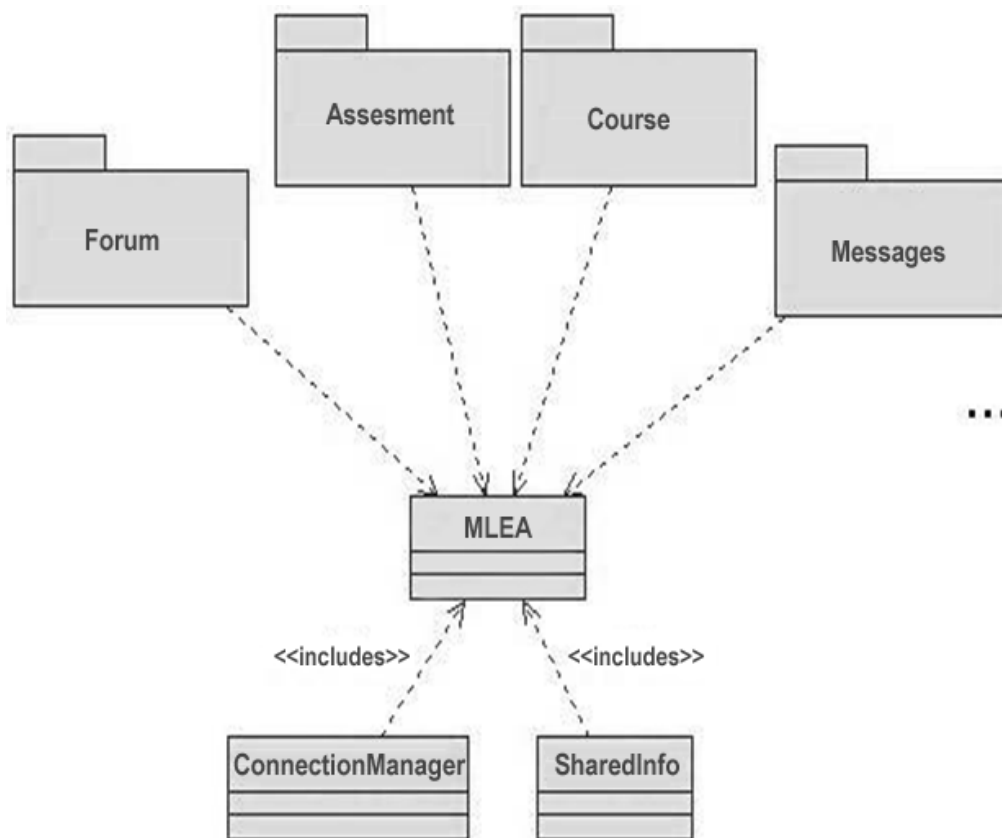 Assesment
Course
Forum
Messages
...
MLEA
<<includes>>
<<includes>>
ConnectionManager
SharedInfo